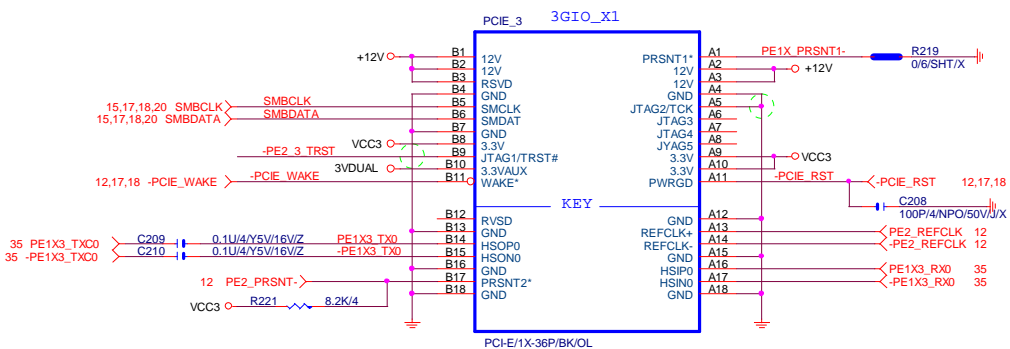 PCIE_3 3GIO_X1
+12V B1 12V PRSNT1* A1 PE1X_PRSNT1- R219
B2 12V 12V A2 +12V 0/6/SHT/X
B3 RSVD 12V A3
B4 GND GND A4
15,17,18,20 SMBCLK SMBCLK B5 SMCLK JTAG2/TCK A5
15,17,18,20 SMBDATA SMBDATA B6 SMDAT JTAG3 A6
B7 GND JTAG4 A7
VCC3 B8 3.3V JYAG5 A8
-PE2_3_TRST B9 JTAG1/TRST# 3.3V A9 VCC3
3VDUAL B10 3.3VAUX 3.3V A10
12,17,18 -PCIE_WAKE -PCIE_WAKE B11 WAKE* PWRGD A11 -PCIE_RST -PCIE_RST 12,17,18
KEY C208
100P/4/NPO/50V/J/X
B12 RVSD GND A12
B13 GND REFCLK+ A13 PE2_REFCLK 12
35 PE1X3_TXC0 C209 0.1U/4/Y5V/16V/Z PE1X3_TX0 B14 HSOP0 REFCLK- A14 -PE2_REFCLK 12
35 -PE1X3_TXC0 C210 0.1U/4/Y5V/16V/Z -PE1X3_TX0 B15 HSON0 GND A15
B16 GND HSIP0 A16 PE1X3_RX0 35
12 PE2_PRSNT- B17 PRSNT2* HSIN0 A17 -PE1X3_RX0 35
B18 GND GND A18
VCC3 R221 8.2K/4
PCI-E/1X-36P/BK/OL